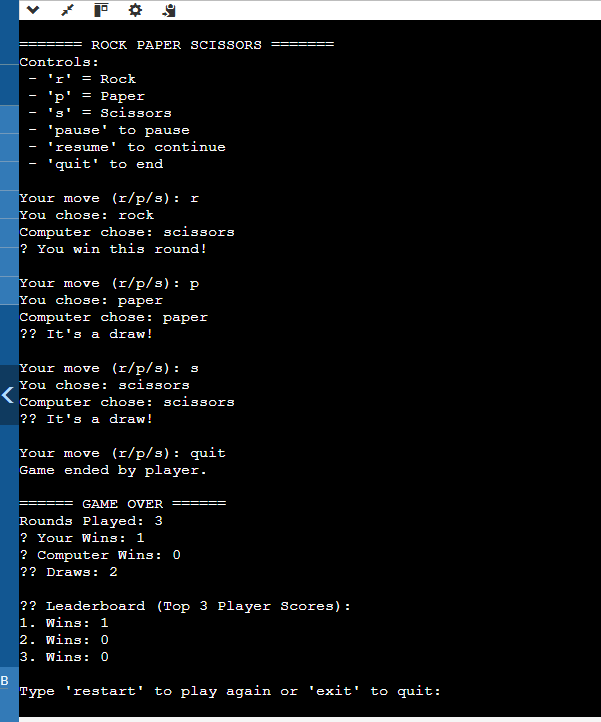 ======= ROCK PAPER SCISSORS =======
Controls:
 - 'r' = Rock
 - 'p' = Paper
 - 's' = Scissors
 - 'pause' to pause
 - 'resume' to continue
 - 'quit' to end
Your move (r/p/s): r
You chose: rock
Computer chose: scissors
? You win this round!
Your move (r/p/s): p
You chose: paper
Computer chose: paper
?? It's a draw!
Your move (r/p/s): s
You chose: scissors
Computer chose: scissors
?? It's a draw!
Your move (r/p/s): quit
Game ended by player.
====== GAME OVER ======
Rounds Played: 3
? Your Wins: 1
? Computer Wins: 0
?? Draws: 2
?? Leaderboard (Top 3 Player Scores):
1. Wins: 1
2. Wins: 0
3. Wins: 0
B
Type 'restart' to play again or 'exit' to quit: